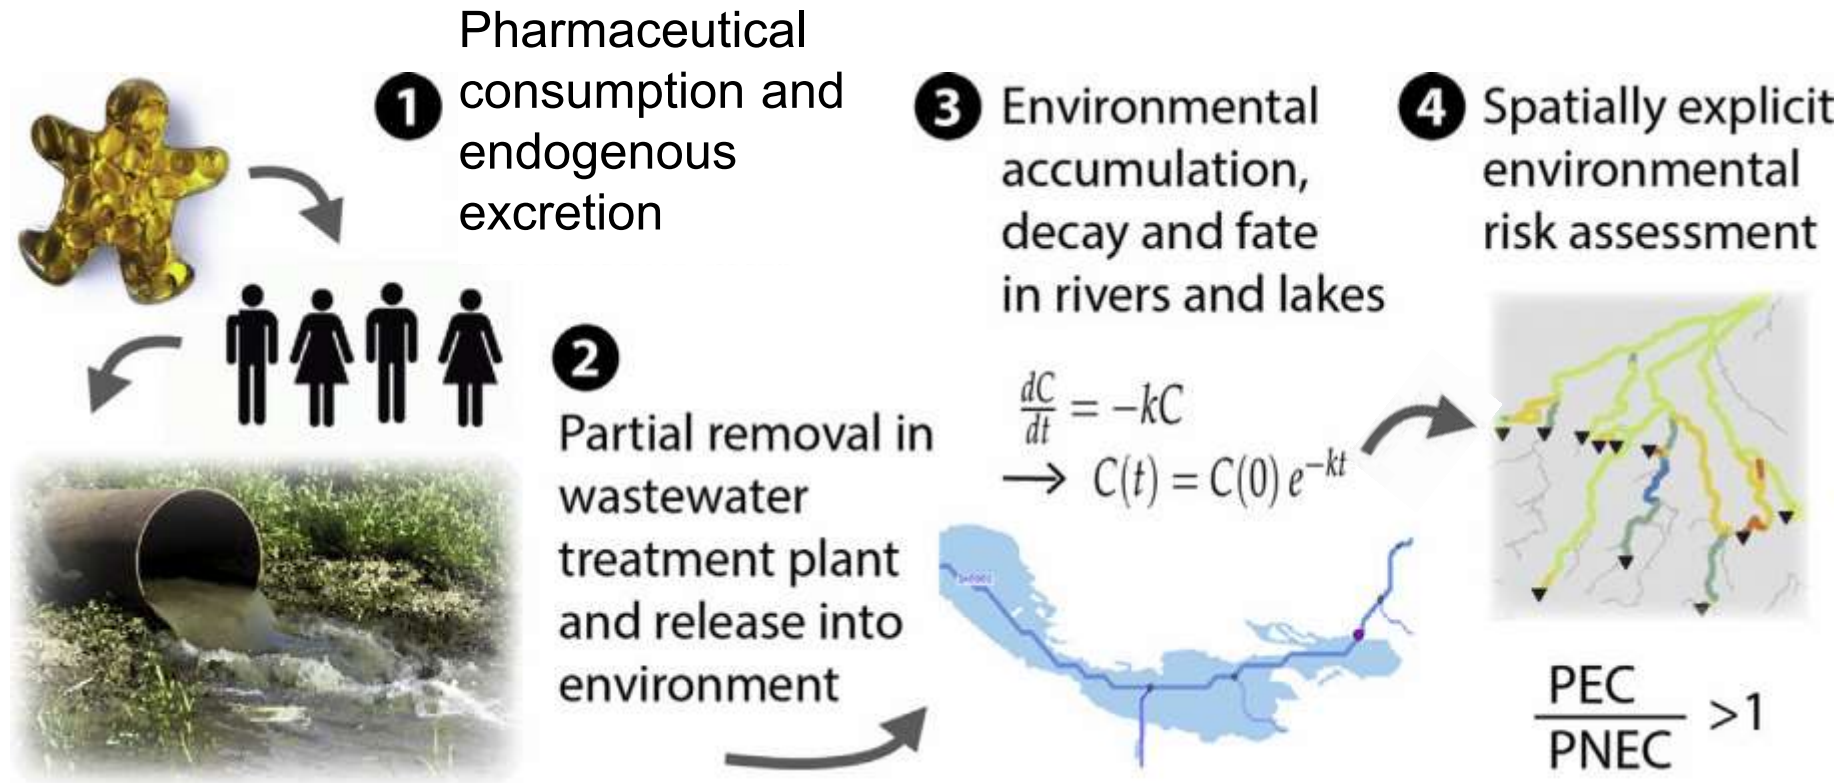 1
Pharmaceutical
consumption and
endogenous
excretion
2
Partial removal in
wastewater
treatment plant
and release into
environment
3
Environmental
accumulation,
decay and fate
in rivers and lakes
dC/dt = −kC
→ C(t) = C(0) e^−kt
4
Spatially explicit
environmental
risk assessment
PEC/PNEC >1